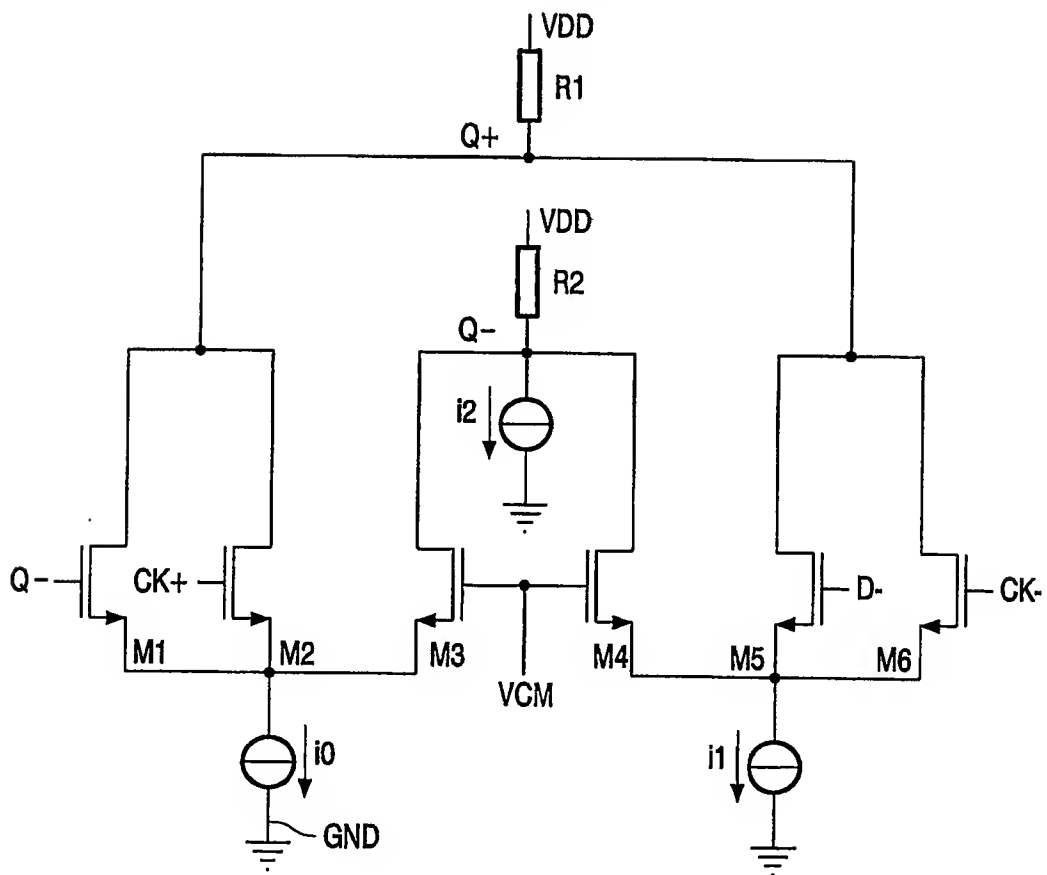 VDD
R1
Q+
VDD
R2
Q-
i2
Q-
CK+
D-
CK-
M1
M2
M3
M4
M5
M6
VCM
i0
i1
GND